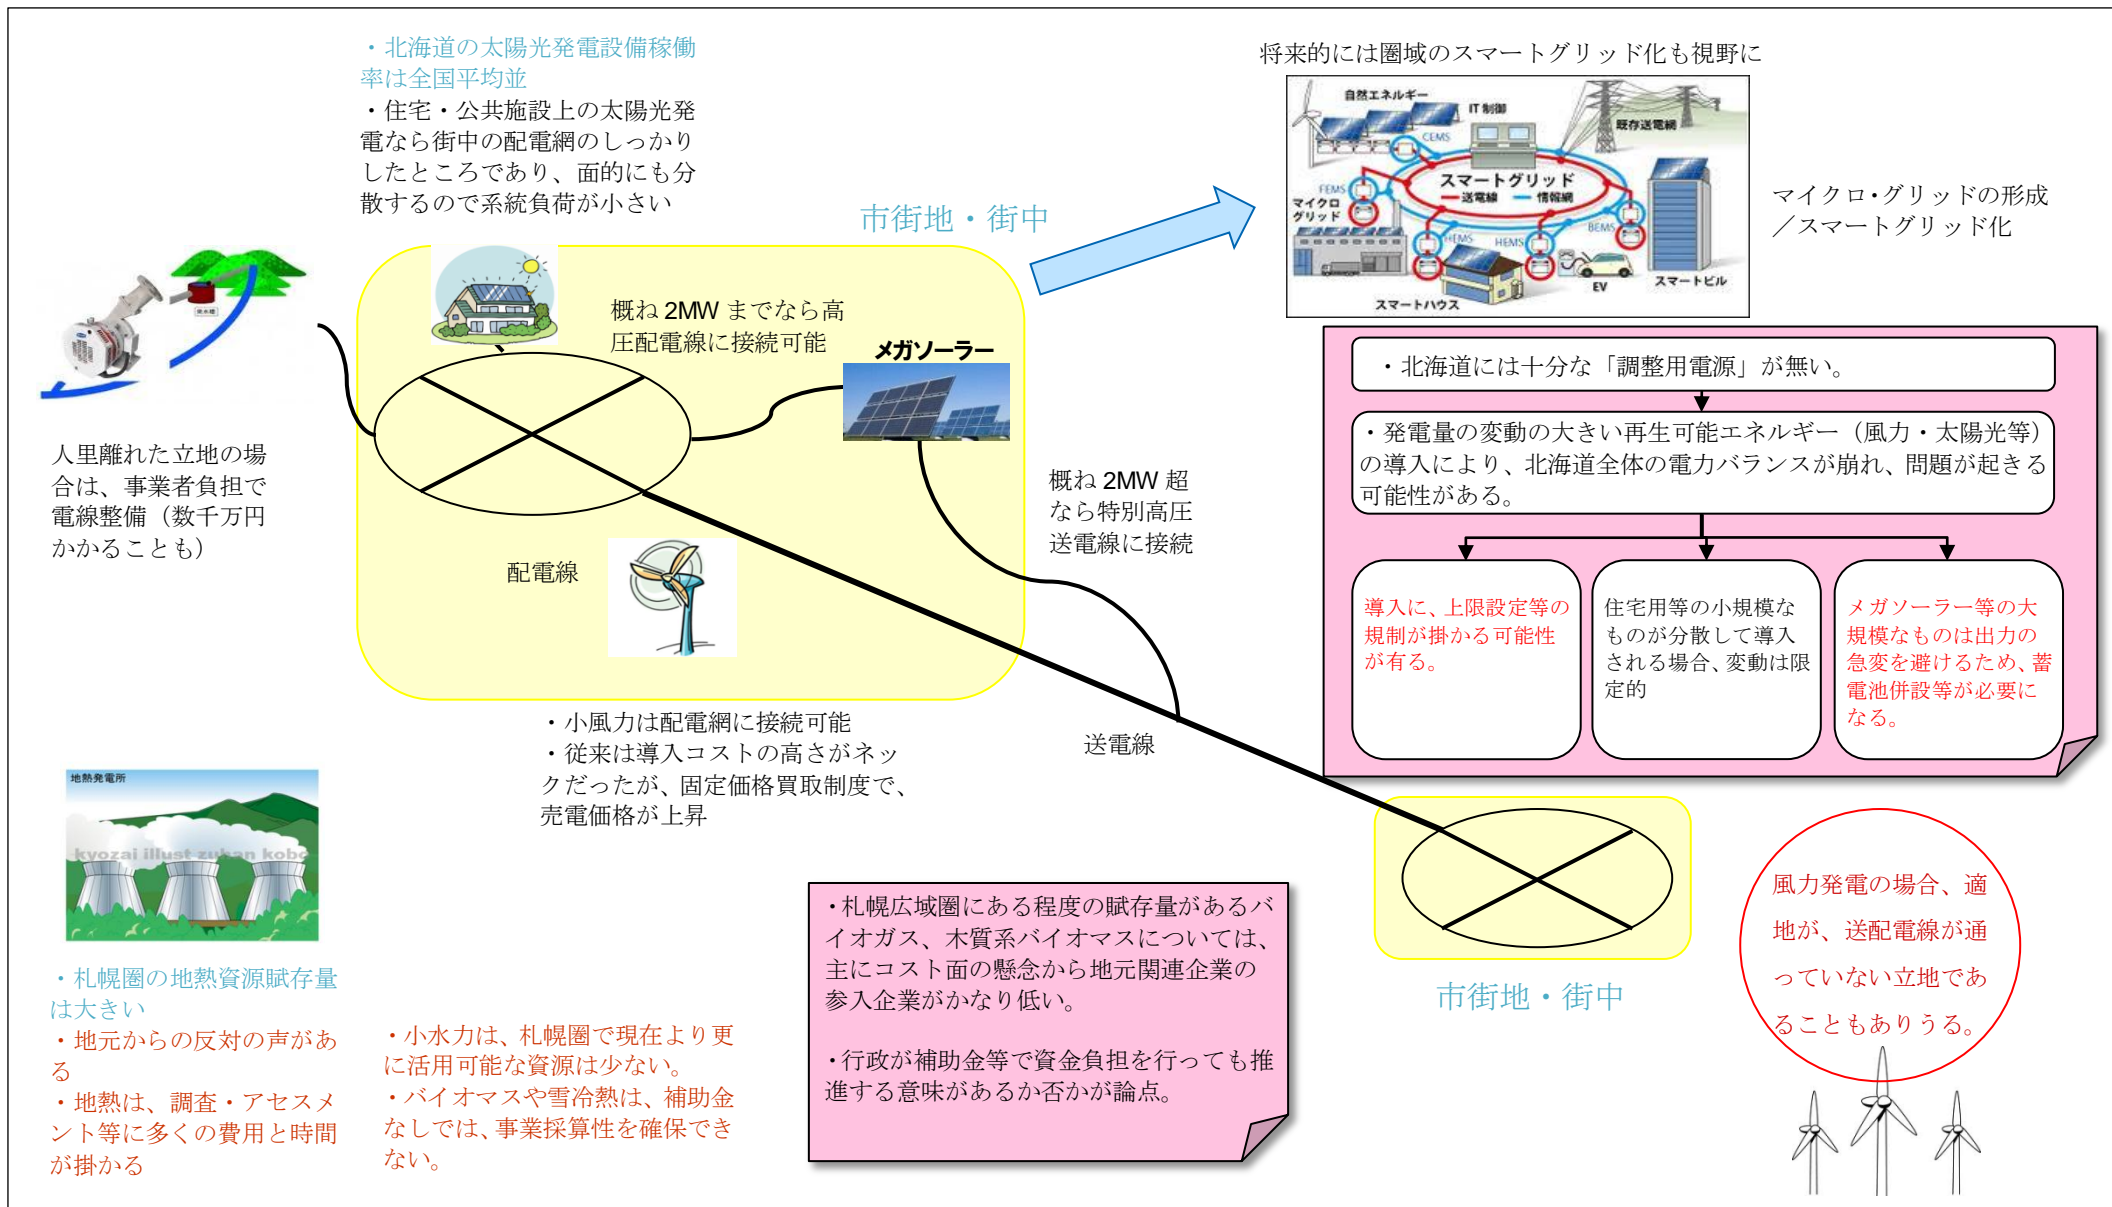 ・北海道の太陽光発電設備稼働
率は全国平均並
・住宅・公共施設上の太陽光発
電なら街中の配電網のしっかり
したところであり、面的にも分
散するので系統負荷が小さい
市街地・街中
将来的には圏域のスマートグリッド化も視野に
自然エネルギー
IT 制御
既存送電網
CEMS
スマートグリッド
送電線
情報網
FEMS
マイクロ
グリッド
HEMS
HEMS
BEMS
EV
スマートビル
スマートハウス
マイクロ・グリッドの形成
／スマートグリッド化
概ね 2MW までなら高
圧配電線に接続可能
メガソーラー
人里離れた立地の場
合は、事業者負担で
電線整備（数千万円
かかることも）
配電線
概ね 2MW 超
なら特別高圧
送電線に接続
・北海道には十分な「調整用電源」が無い。
・発電量の変動の大きい再生可能エネルギー（風力・太陽光等）
の導入により、北海道全体の電力バランスが崩れ、問題が起きる
可能性がある。
導入に、上限設定等の
規制が掛かる可能性
が有る。
住宅用等の小規模な
ものが分散して導入
される場合、変動は限
定的
メガソーラー等の大
規模なものは出力の
急変を避けるため、蓄
電池併設等が必要に
なる。
・小風力は配電網に接続可能
・従来は導入コストの高さがネッ
クだったが、固定価格買取制度で、
売電価格が上昇
送電線
地熱発電所
kyozai illust zukan kobo
・札幌圏の地熱資源賦存量
は大きい
・地元からの反対の声があ
る
・地熱は、調査・アセスメ
ント等に多くの費用と時間
が掛かる
・小水力は、札幌圏で現在より更
に活用可能な資源は少ない。
・バイオマスや雪冷熱は、補助金
なしでは、事業採算性を確保でき
ない。
・札幌広域圏にある程度の賦存量があるバ
イオガス、木質系バイオマスについては、
主にコスト面の懸念から地元関連企業の
参入企業がかなり低い。
・行政が補助金等で資金負担を行っても推
進する意味があるか否かが論点。
市街地・街中
風力発電の場合、適
地が、送配電線が通
っていない立地であ
ることもありうる。